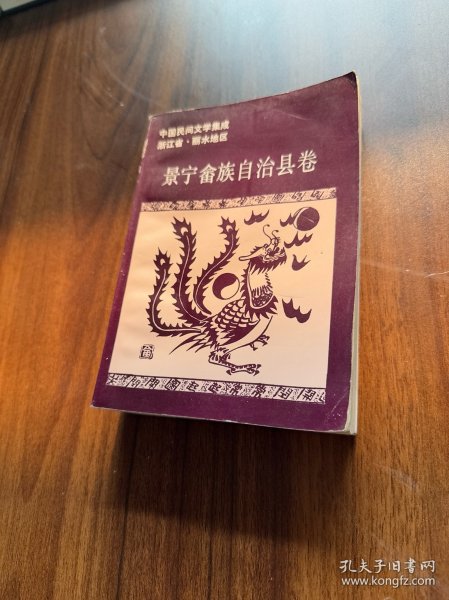 中国民间文学集成
浙江省·丽水地区
景宁畲族自治县卷
畲
孔夫子旧书网
www.kongfz.com